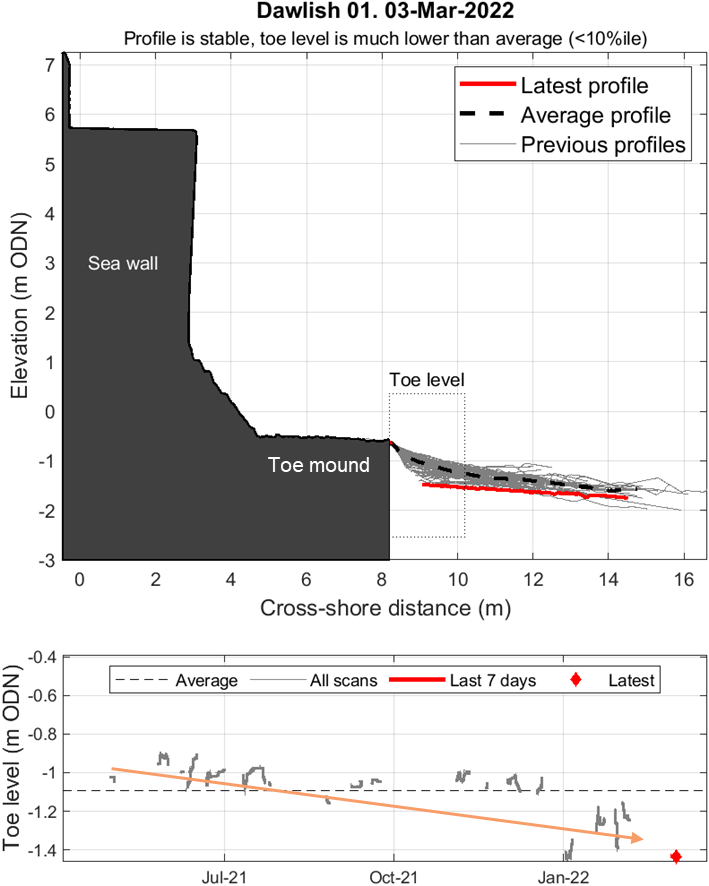 Dawlish 01. 03-Mar-2022
Profile is stable, toe level is much lower than average (<10%ile)
Latest profile
Average profile
Previous profiles
Elevation (m ODN)
7
6
5
4
3
2
1
0
-1
-2
-3
Sea wall
Toe level
Toe mound
0 2 4 6 8 10 12 14 16
Cross-shore distance (m)
Toe level (m ODN)
-0.4
-0.6
-0.8
-1
-1.2
-1.4
Average All scans Last 7 days Latest
Jul-21 Oct-21 Jan-22